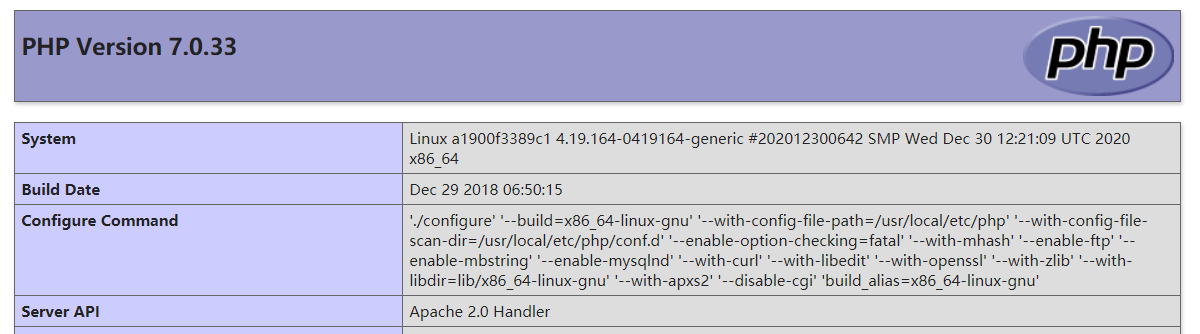 PHP Version 7.0.33
php
System
Linux a1900f3389c1 4.19.164-0419164-generic #202012300642 SMP Wed Dec 30 12:21:09 UTC 2020
x86_64
Build Date
Dec 29 2018 06:50:15
Configure Command
'./configure' '--build=x86_64-linux-gnu' '--with-config-file-path=/usr/local/etc/php' '--with-config-file-
scan-dir=/usr/local/etc/php/conf.d' '--enable-option-checking=fatal' '--with-mhash' '--enable-ftp' '--
enable-mbstring' '--enable-mysqlnd' '--with-curl' '--with-libedit' '--with-openssl' '--with-zlib' '--with-
libdir=lib/x86_64-linux-gnu' '--with-apxs2' '--disable-cgi' 'build_alias=x86_64-linux-gnu'
Server API
Apache 2.0 Handler